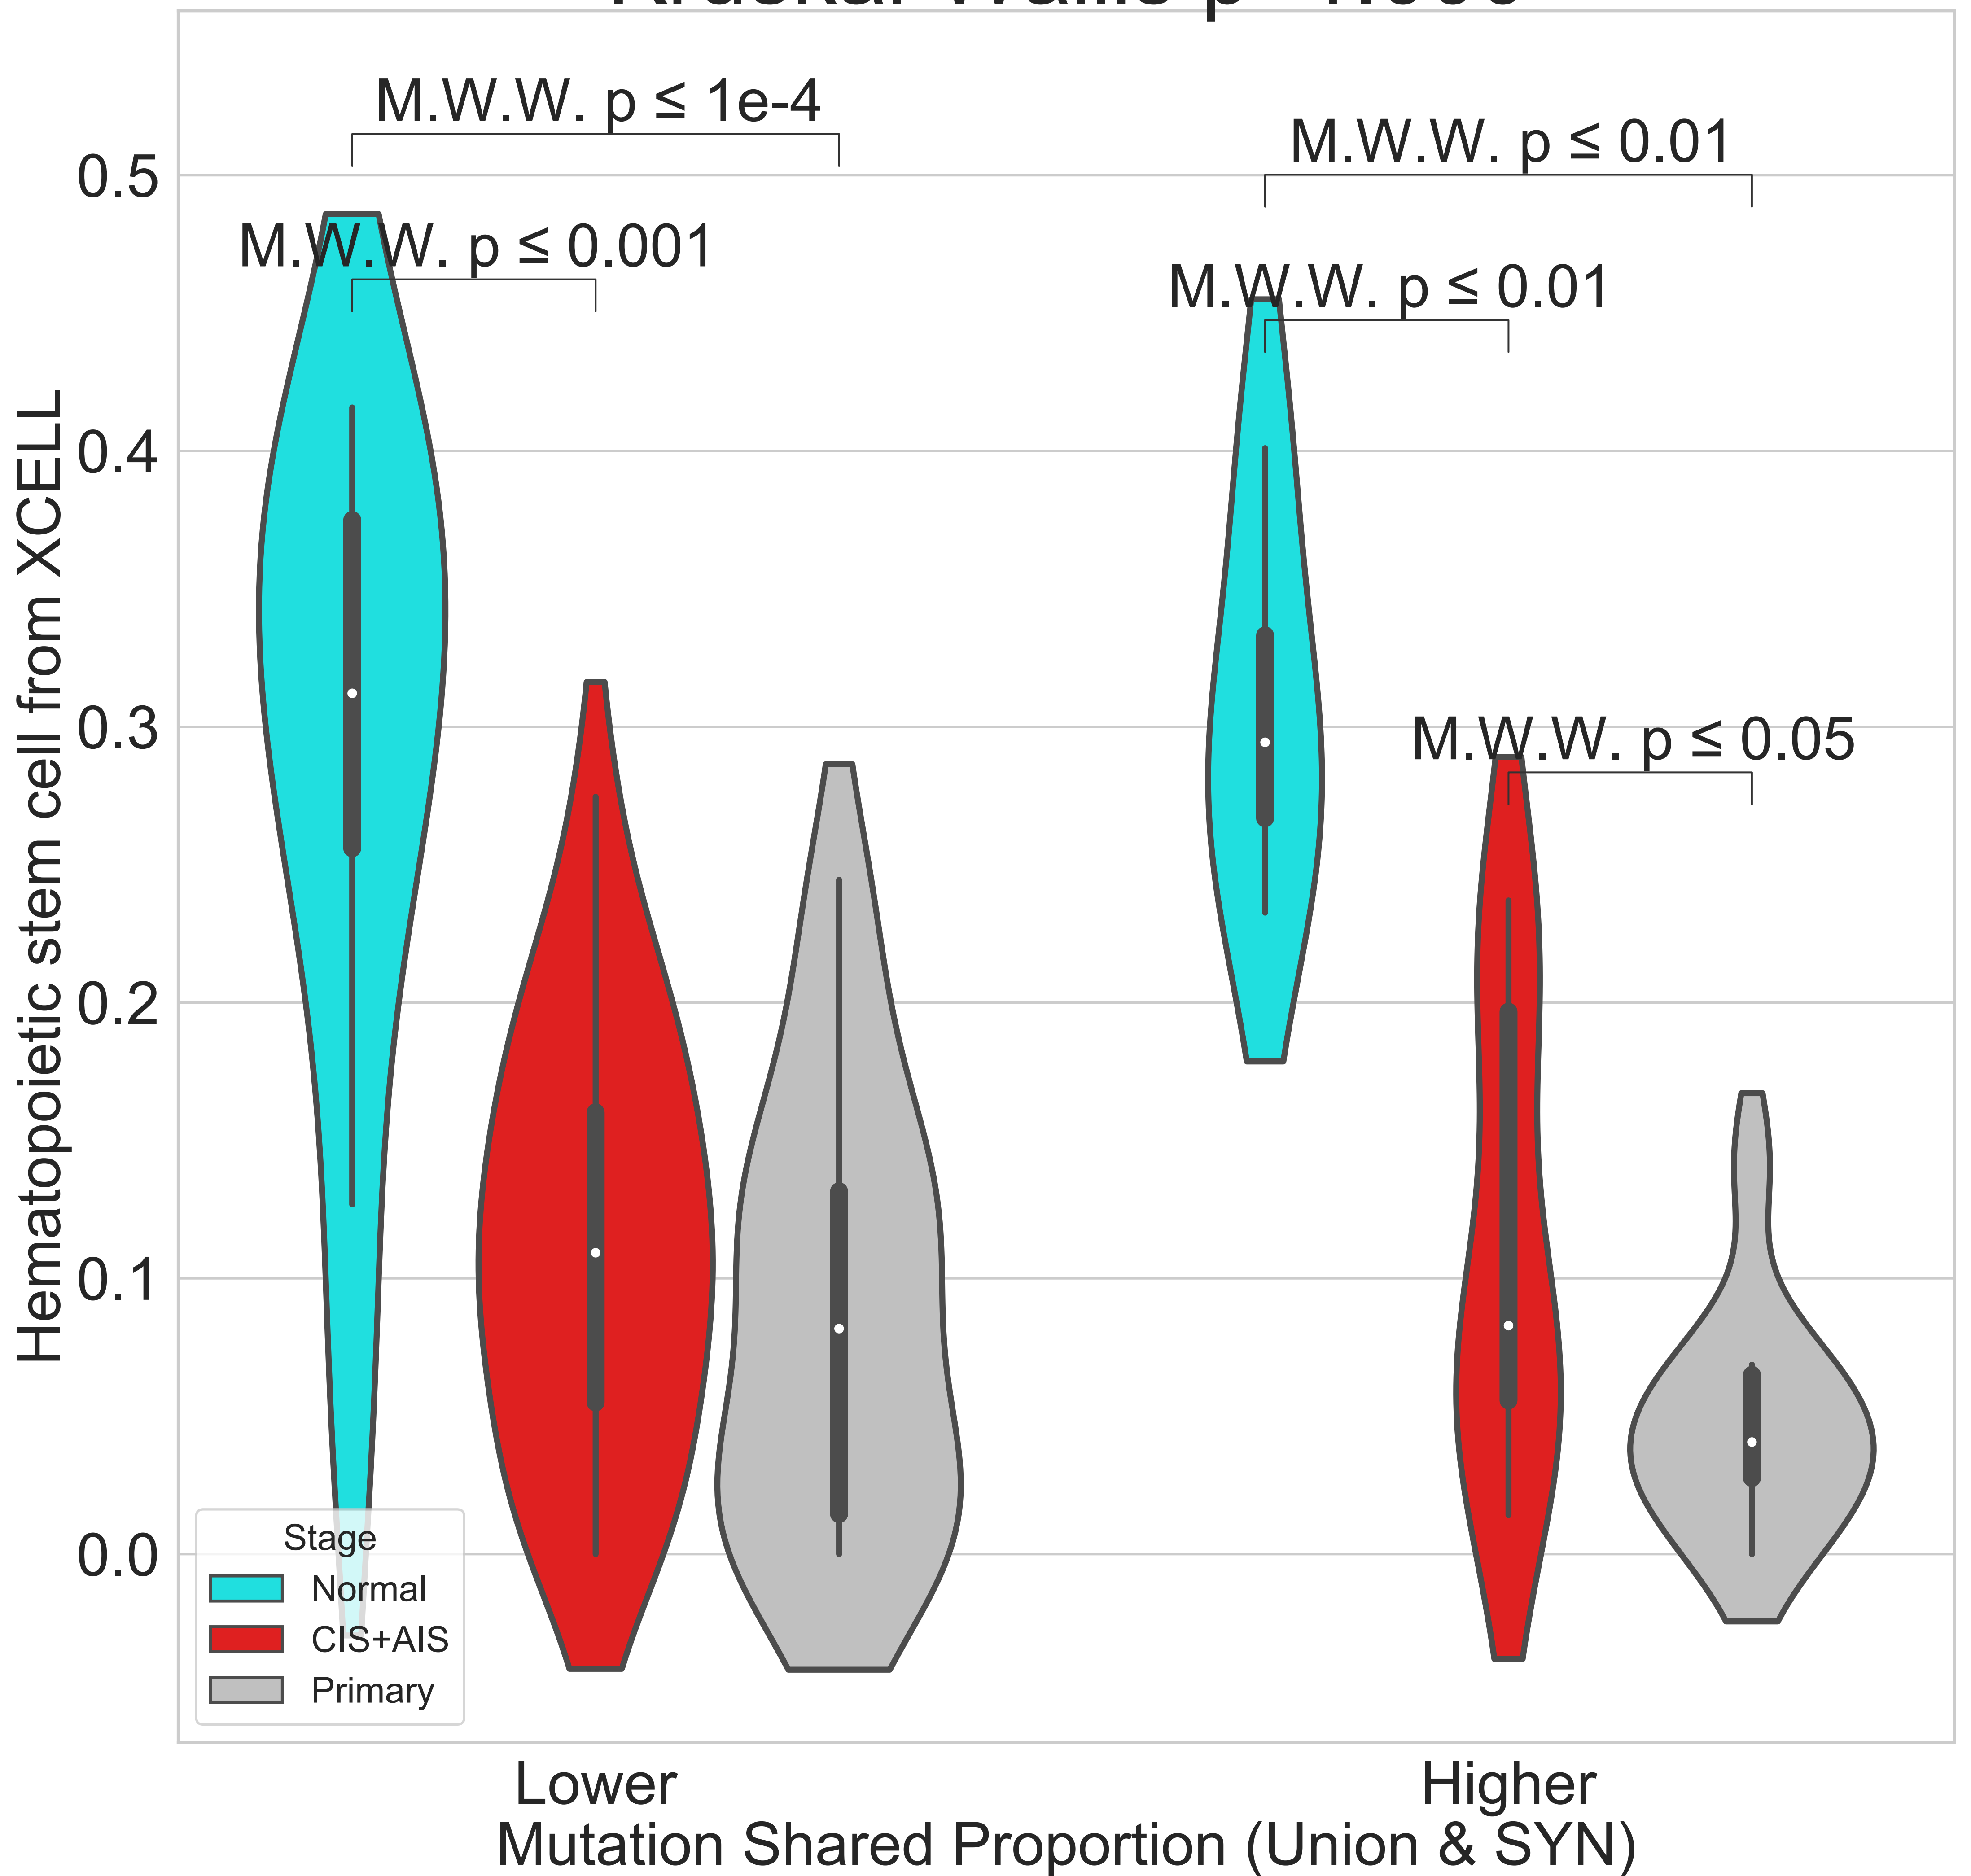 M.W.W. p ≤ 1e-4
M.W.W. p ≤ 0.01
M.W.W. p ≤ 0.001
M.W.W. p ≤ 0.01
M.W.W. p ≤ 0.05
Hematopoietic stem cell from XCELL
0.5
0.4
0.3
0.2
0.1
0.0
Stage
Normal
CIS+AIS
Primary
Lower
Higher
Mutation Shared Proportion (Union & SYN)